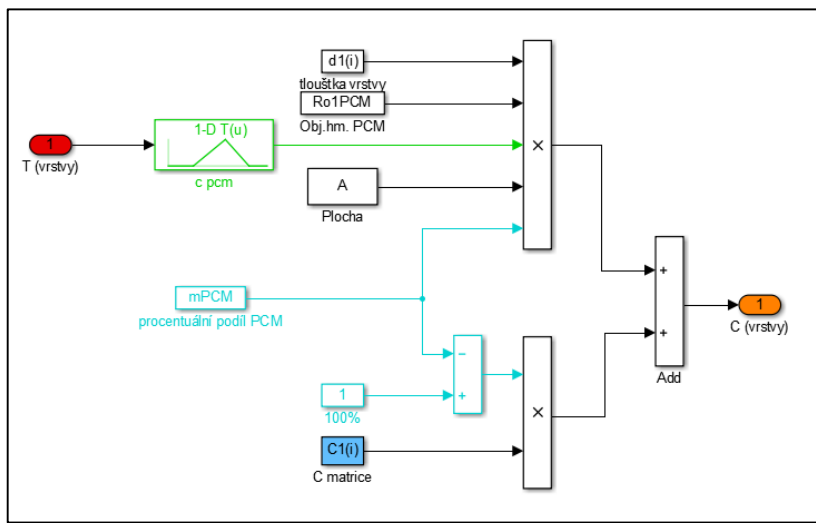 d1(i)
tlouštka vrstvy
Ro1PCM
Obj.hm. PCM
1-D T(u)
1
T (vrstvy)
c pcm
×
A
Plocha
mPCM
procentuální podíl PCM
+
+
1
C (vrstvy)
Add
−
+
1
100%
×
C1(i)
C matrice